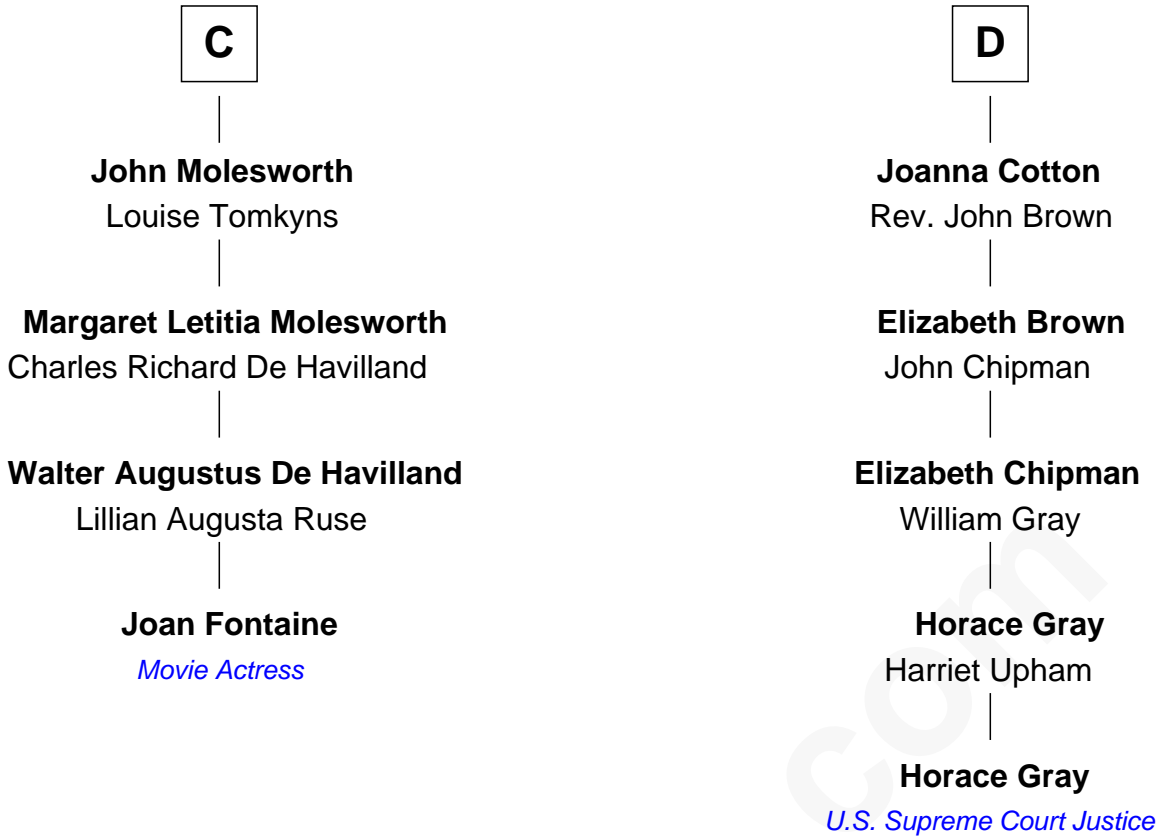 C
John Molesworth
Louise Tomkyns
Margaret Letitia Molesworth
Charles Richard De Havilland
Walter Augustus De Havilland
Lillian Augusta Ruse
Joan Fontaine
Movie Actress
D
Joanna Cotton
Rev. John Brown
Elizabeth Brown
John Chipman
Elizabeth Chipman
William Gray
Horace Gray
Harriet Upham
Horace Gray
U.S. Supreme Court Justice
com